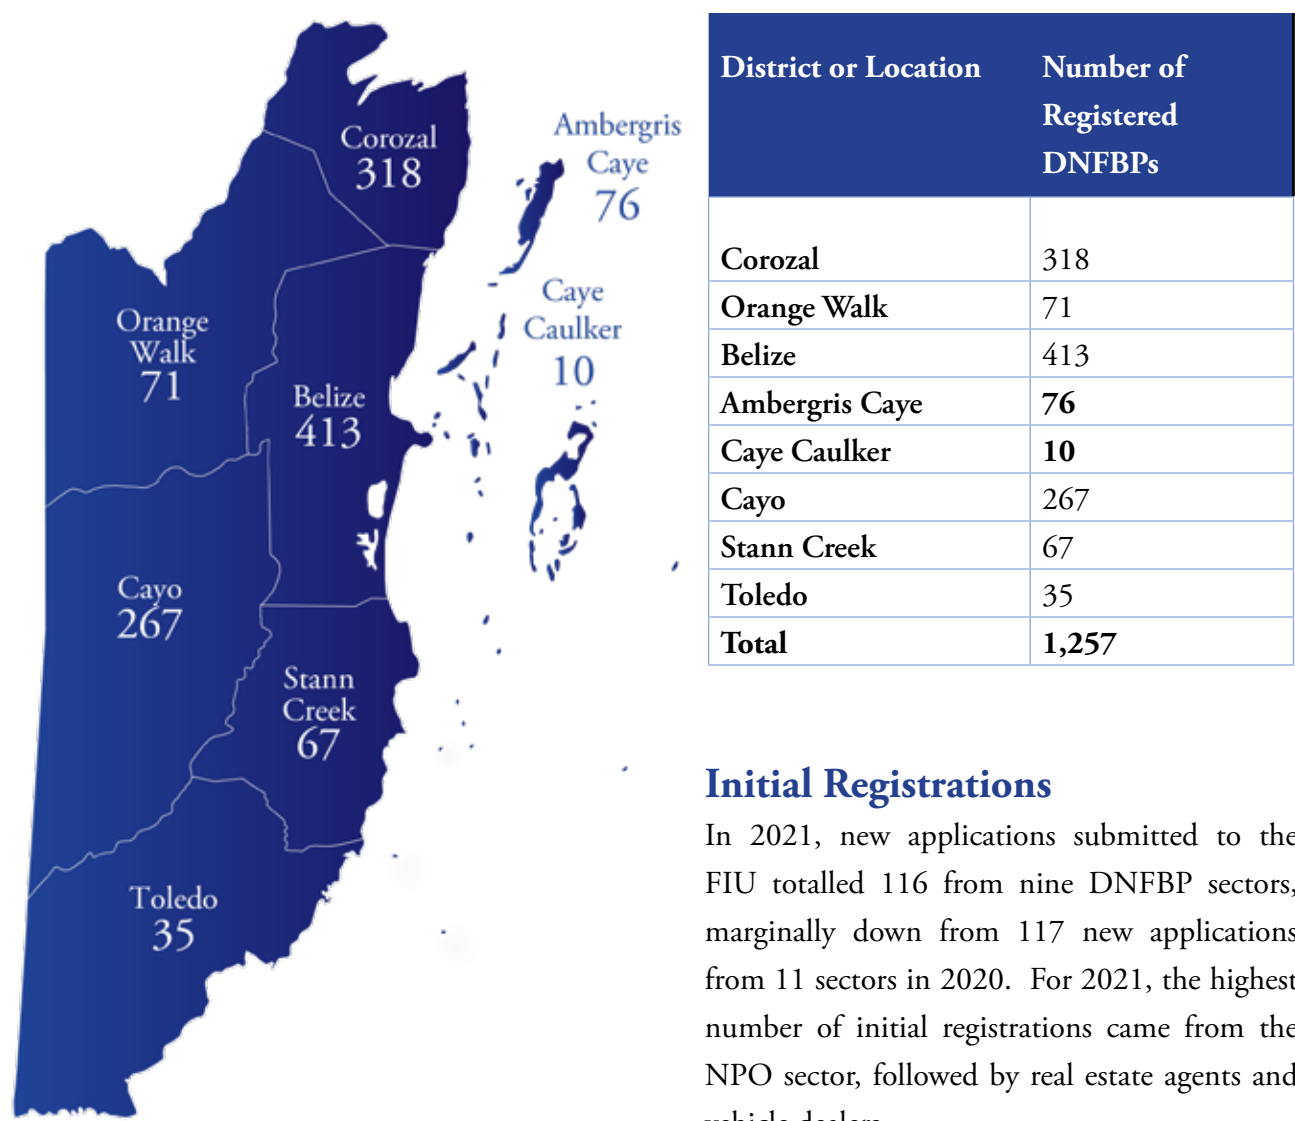 Corozal
318
Ambergris
Caye
76
Caye
Caulker
10
Orange
Walk
71
Belize
413
Cayo
267
Stann
Creek
67
Toledo
35
District or Location Number of
Registered
DNFBPs
Corozal 318
Orange Walk 71
Belize 413
Ambergris Caye 76
Caye Caulker 10
Cayo 267
Stann Creek 67
Toledo 35
Total 1,257
Initial Registrations
In 2021, new applications submitted to the
FIU totalled 116 from nine DNFBP sectors,
marginally down from 117 new applications
from 11 sectors in 2020. For 2021, the highest
number of initial registrations came from the
NPO sector, followed by real estate agents and
vehicle dealers